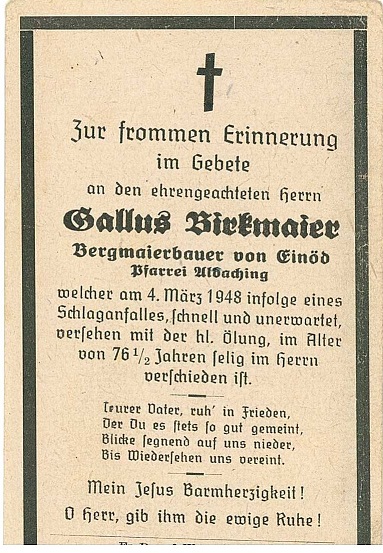 Zur frommen Erinnerung
im Gebete
an den ehrengeachteten Herrn
Gallus Birkmaier
Bergmaierbauer von Einöd
Pfarrei Albaching
welcher am 4. März 1948 infolge eines
Schlaganfalles, schnell und unerwartet,
versehen mit der hl. Ölung, im Alter
von 76 1/2 Jahren selig im Herrn
verschieden ist.
Teurer Vater, ruh' in Frieden,
Der Du es stets so gut gemeint,
Blicke segnend auf uns nieder,
Bis Wiedersehen uns vereint.
Mein Jesus Barmherzigkeit!
O Herr, gib ihm die ewige Ruhe!